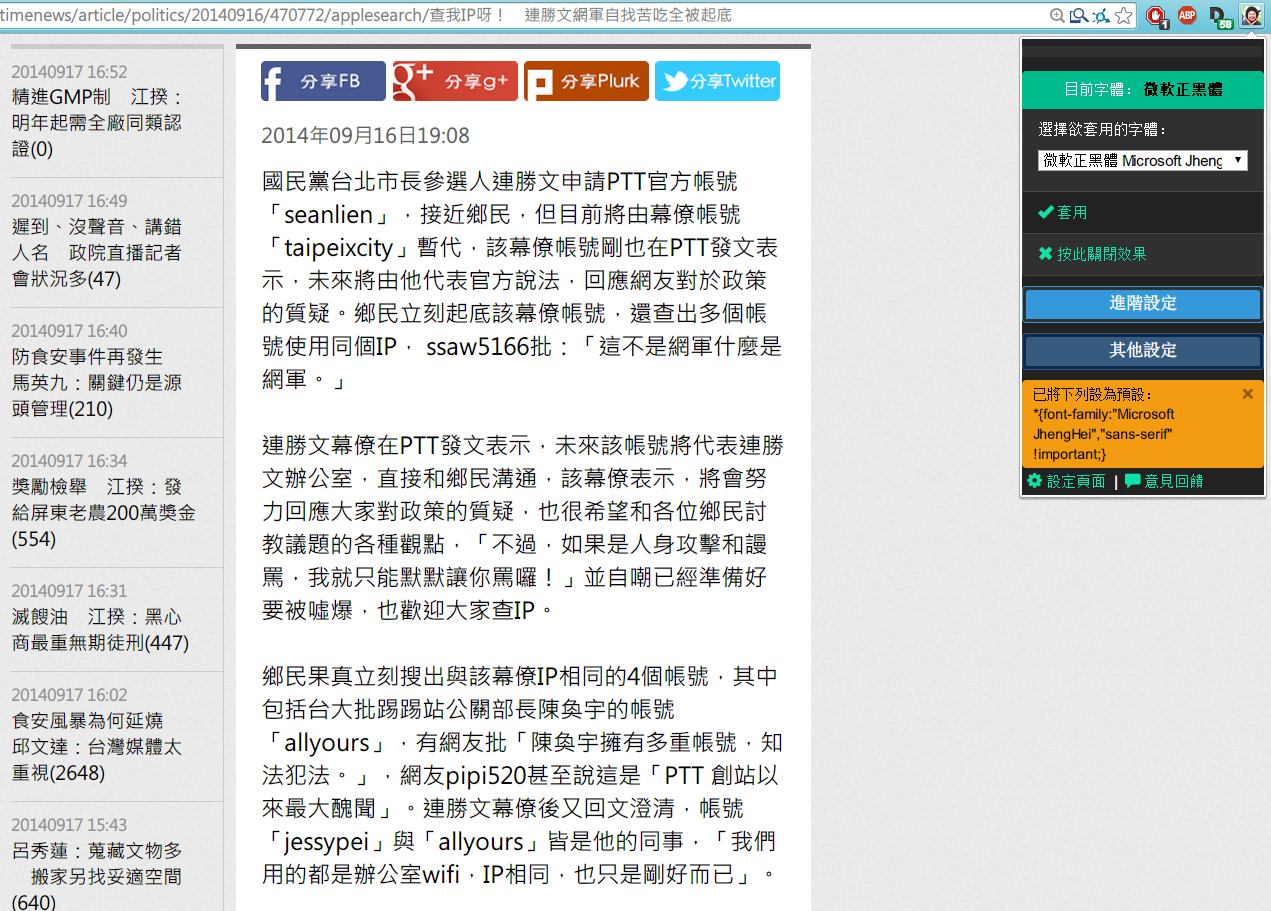 timenews/article/politics/20140916/470772/applesearch/查我IP呀！　連勝文網軍自找苦吃全被起底
1
ABP
58
20140917 16:52
精進GMP制　江揆：
明年起需全廠同類認
證(0)
20140917 16:49
遲到、沒聲音、講錯
人名　政院直播記者
會狀況多(47)
20140917 16:40
防食安事件再發生
馬英九：關鍵仍是源
頭管理(210)
20140917 16:34
獎勵檢舉　江揆：發
給屏東老農200萬獎金
(554)
20140917 16:31
滅餿油　江揆：黑心
商最重無期徒刑(447)
20140917 16:02
食安風暴為何延燒
邱文達：台灣媒體太
重視(2648)
20140917 15:43
呂秀蓮：蒐藏文物多
　搬家另找妥適空間
(640)
分享FB
分享g+
分享Plurk
分享Twitter
2014年09月16日19:08
國民黨台北市長參選人連勝文申請PTT官方帳號
「seanlien」，接近鄉民，但目前將由幕僚帳號
「taipeixcity」暫代，該幕僚帳號剛也在PTT發文表
示，未來將由他代表官方說法，回應網友對於政策
的質疑。鄉民立刻起底該幕僚帳號，還查出多個帳
號使用同個IP， ssaw5166批：「這不是網軍什麼是
網軍。」
連勝文幕僚在PTT發文表示，未來該帳號將代表連勝
文辦公室，直接和鄉民溝通，該幕僚表示，將會努
力回應大家對政策的質疑，也很希望和各位鄉民討
教議題的各種觀點，「不過，如果是人身攻擊和謾
罵，我就只能默默讓你罵囉！」並自嘲已經準備好
要被噓爆，也歡迎大家查IP。
鄉民果真立刻搜出與該幕僚IP相同的4個帳號，其中
包括台大批踢踢站公關部長陳奐宇的帳號
「allyours」，有網友批「陳奐宇擁有多重帳號，知
法犯法。」，網友pipi520甚至說這是「PTT 創站以
來最大醜聞」。連勝文幕僚後又回文澄清，帳號
「jessypei」與「allyours」皆是他的同事，「我們
用的都是辦公室wifi，IP相同，也只是剛好而已」。
目前字體： 微軟正黑體
選擇欲套用的字體：
微軟正黑體 Microsoft Jheng
套用
按此關閉效果
進階設定
其他設定
已將下列設為預設：
*{font-family:"Microsoft
JhengHei","sans-serif"
!important;}
設定頁面 | 意見回饋